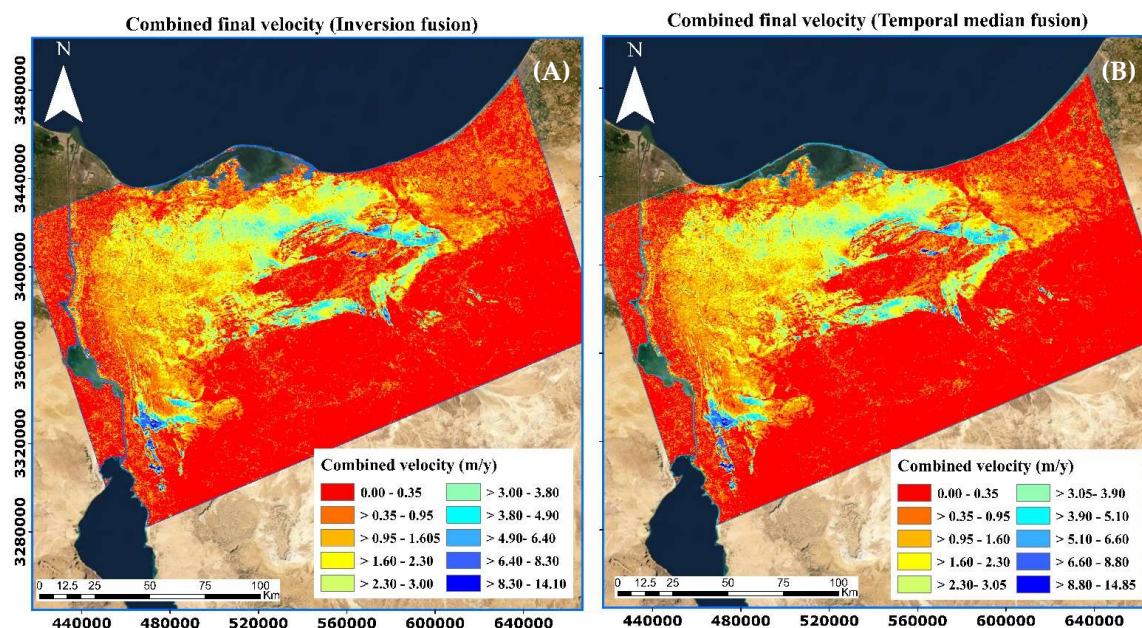 Combined final velocity (Inversion fusion)
N
(A)
3480000
3440000
3400000
3360000
3320000
3280000
Combined velocity (m/y)
0.00 - 0.35
> 0.35 - 0.95
> 0.95 - 1.605
> 1.60 - 2.30
> 2.30 - 3.00
> 3.00 - 3.80
> 3.80 - 4.90
> 4.90- 6.40
> 6.40 - 8.30
> 8.30 - 14.10
0 12.5 25 50 75 100
Km
440000 480000 520000 560000 600000 640000
Combined final velocity (Temporal median fusion)
N
(B)
Combined velocity (m/y)
0.00 - 0.35
> 0.35 - 0.95
> 0.95 - 1.60
> 1.60 - 2.30
> 2.30 - 3.05
> 3.05- 3.90
> 3.90 - 5.10
> 5.10 - 6.60
> 6.60 - 8.80
> 8.80 - 14.85
0 12.5 25 50 75 100
Km
440000 480000 520000 560000 600000 640000